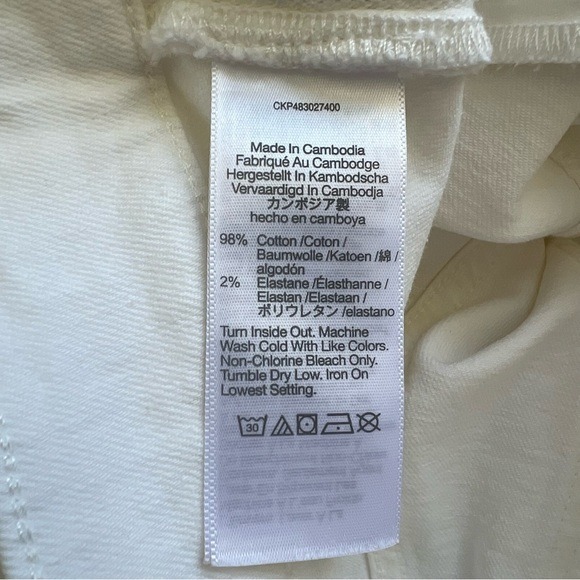 CKP483027400
Made In Cambodia
Fabriqué Au Cambodge
Hergestellt In Kambodscha
Vervaardigd In Cambodja
カンボジア製
hecho en camboya
98% Cotton /Coton /
Baumwolle /Katoen /綿 /
algodón
2% Elastane /Élasthanne /
Elastan /Elastaan /
ポリウレタン /elastano
Turn Inside Out. Machine
Wash Cold With Like Colors.
Non-Chlorine Bleach Only.
Tumble Dry Low. Iron On
Lowest Setting.
30